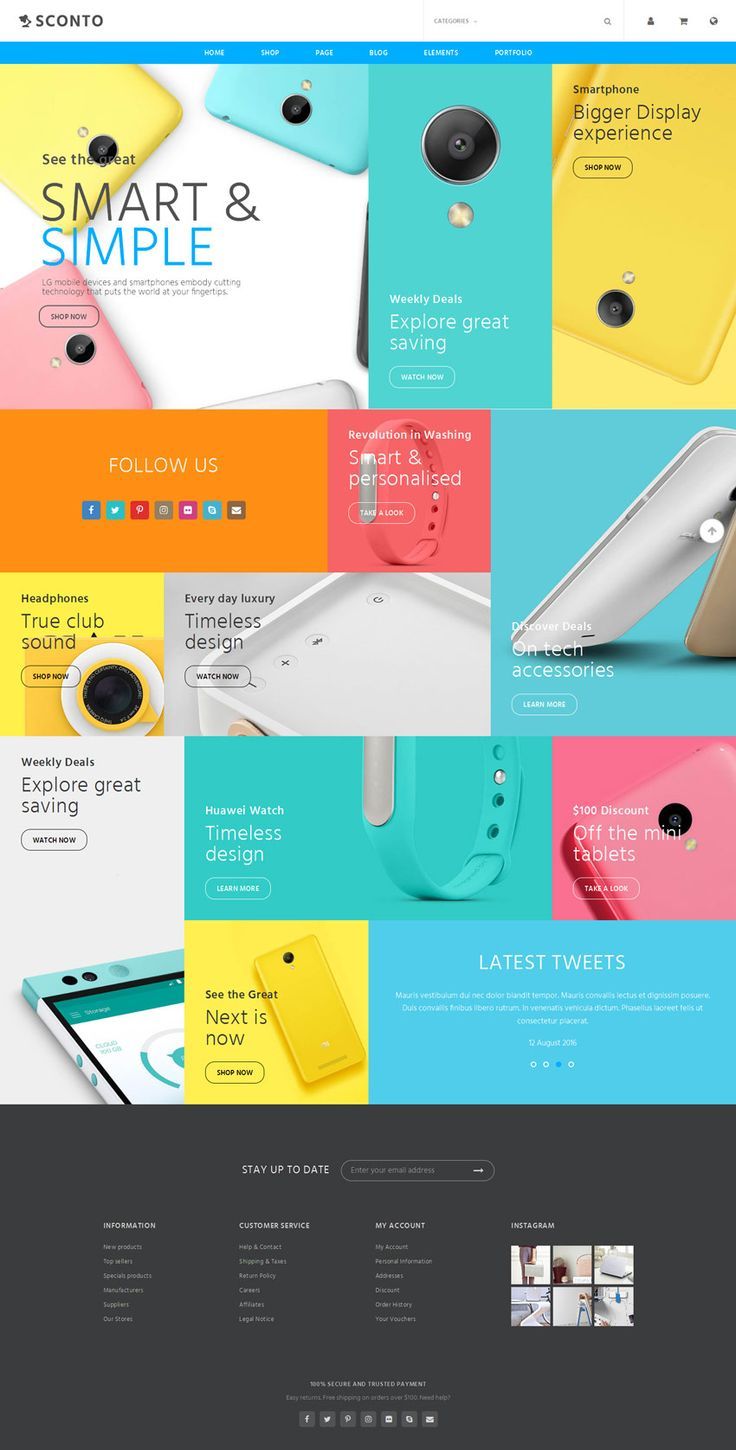 SCONTO
CATEGORIES
HOME SHOP PAGE BLOG ELEMENTS PORTFOLIO
See the great
SMART &
SIMPLE
LG mobile devices and smartphones embody cutting
technology that puts the world at your fingertips.
SHOP NOW
Weekly Deals
Explore great
saving
WATCH NOW
Smartphone
Bigger Display
experience
SHOP NOW
FOLLOW US
Revolution in Washing
Smart &
personalised
TAKE A LOOK
Discover Deals
On tech
accessories
LEARN MORE
Headphones
True club
sound
SHOP NOW
Every day luxury
Timeless
design
WATCH NOW
Weekly Deals
Explore great
saving
WATCH NOW
Storage
CLOUD
100 GB
Huawei Watch
Timeless
design
LEARN MORE
$100 Discount
Off the mini
tablets
TAKE A LOOK
See the Great
Next is
now
SHOP NOW
LATEST TWEETS
Mauris vestibulum dui nec dolor blandit tempor. Mauris convallis lectus et dignissim posuere.
Duis convallis finibus libero rutrum. In venenatis vehicula dictum. Phasellus laoreet felis ut
consectetur placerat.
12 August 2016
STAY UP TO DATE
Enter your email address
INFORMATION
New products
Top sellers
Specials products
Manufacturers
Suppliers
Our Stores
CUSTOMER SERVICE
Help & Contact
Shipping & Taxes
Return Policy
Careers
Affiliates
Legal Notice
MY ACCOUNT
My Account
Personal Information
Addresses
Discount
Order History
Your Vouchers
INSTAGRAM
100% SECURE AND TRUSTED PAYMENT
Easy returns. Free shipping on orders over $100. Need help?